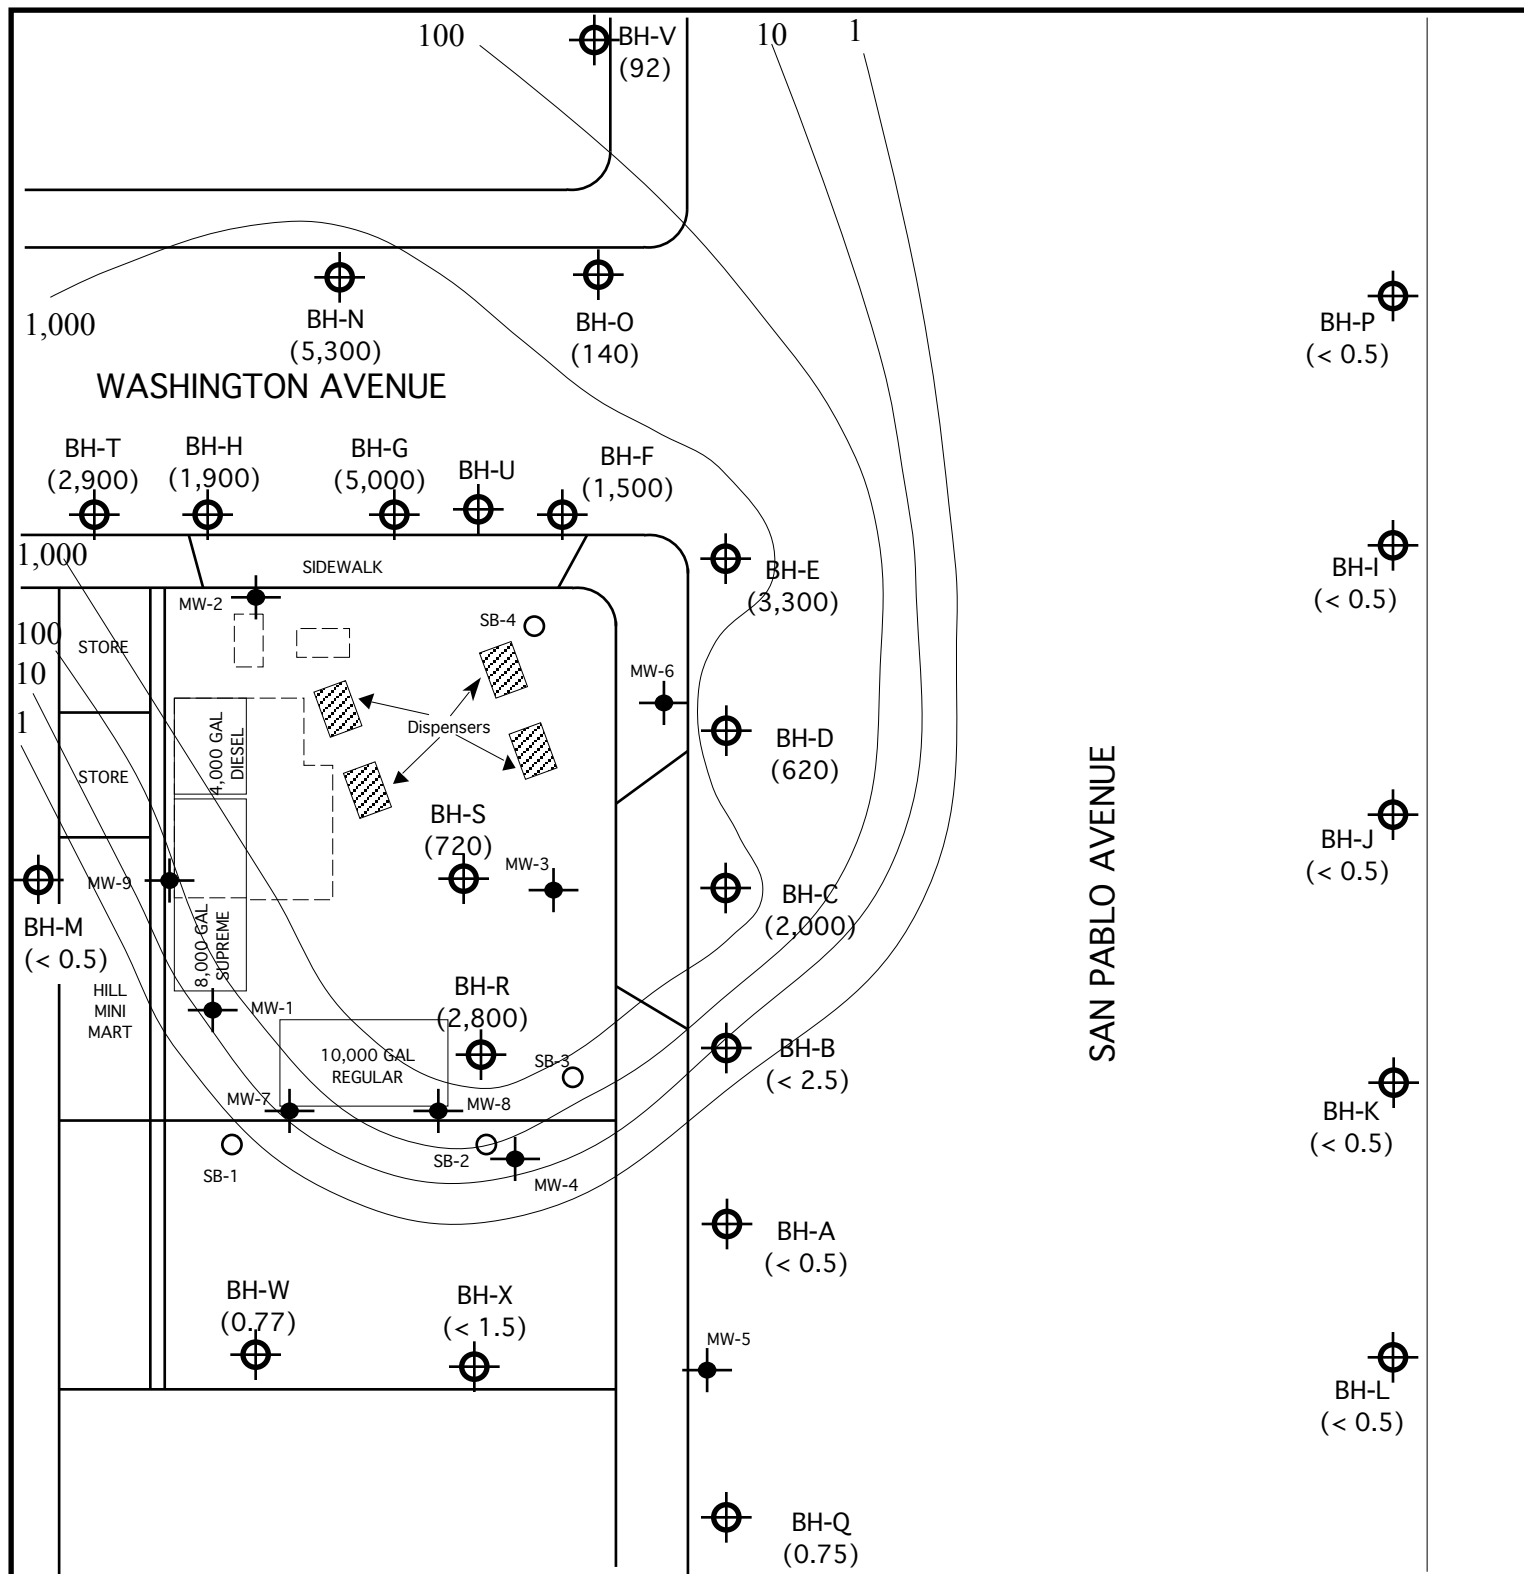 100
BH-V
(92)
10
1
1,000
BH-N
(5,300)
BH-O
(140)
BH-P
(< 0.5)
WASHINGTON AVENUE
BH-T
(2,900)
BH-H
(1,900)
BH-G
(5,000)
BH-U
BH-F
(1,500)
1,000
SIDEWALK
BH-E
(3,300)
BH-I
(< 0.5)
MW-2
SB-4
100
STORE
10
MW-6
1
4,000 GAL
DIESEL
Dispensers
BH-D
(620)
STORE
BH-S
(720)
MW-3
BH-J
(< 0.5)
SAN PABLO AVENUE
MW-9
BH-C
(2,000)
BH-M
(< 0.5)
8,000 GAL
SUPREME
HILL
MINI
MART
MW-1
BH-R
(2,800)
10,000 GAL
REGULAR
SB-3
BH-B
(< 2.5)
MW-7
MW-8
BH-K
(< 0.5)
SB-1
SB-2
MW-4
BH-A
(< 0.5)
BH-W
(0.77)
BH-X
(< 1.5)
MW-5
BH-L
(< 0.5)
BH-Q
(0.75)